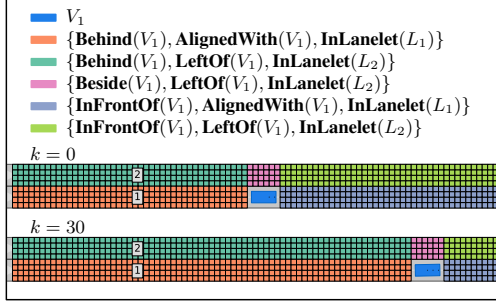 V₁
{Behind(V₁), AlignedWith(V₁), InLanelet(L₁)}
{Behind(V₁), LeftOf(V₁), InLanelet(L₂)}
{Beside(V₁), LeftOf(V₁), InLanelet(L₂)}
{InFrontOf(V₁), AlignedWith(V₁), InLanelet(L₁)}
{InFrontOf(V₁), LeftOf(V₁), InLanelet(L₂)}
k = 0
2
1
k = 30
2
1